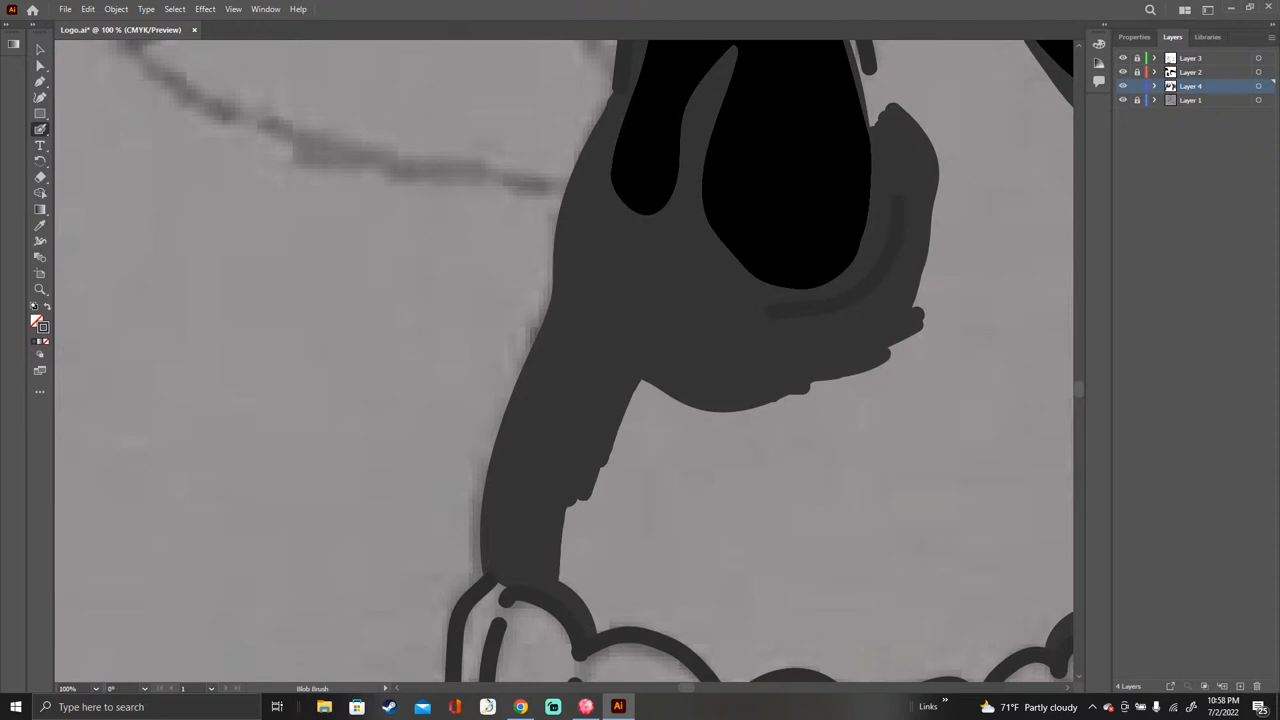 File Edit Object Type Select Effect View Window Help
Logo.ai* @ 100 % (CMYK/Preview)
Properties Layers Libraries
Layer 3
Layer 2
Layer 4
Layer 1
100% 0° 1 Blob Brush
4 Layers
Type here to search
Links
71°F Partly cloudy
10:58 PM
7/2/2022